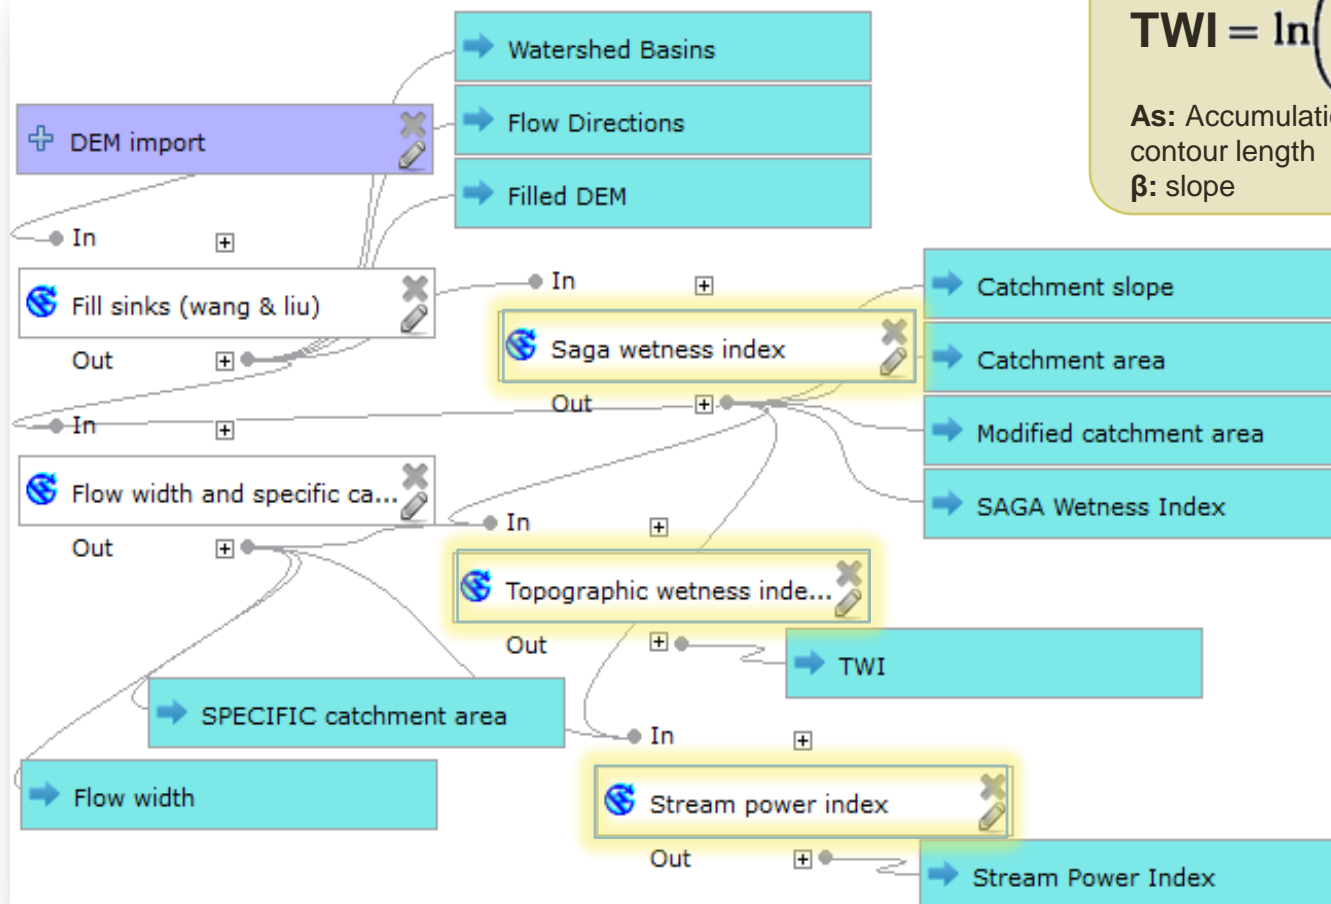 Watershed Basins
TWI = ln(
DEM import
Flow Directions
As: Accumulati
contour length
β: slope
Filled DEM
In
Fill sinks (wang & liu)
Out
In
Saga wetness index
Out
Catchment slope
Catchment area
Modified catchment area
SAGA Wetness Index
In
Flow width and specific ca...
Out
In
Topographic wetness inde...
Out
TWI
SPECIFIC catchment area
Flow width
In
Stream power index
Out
Stream Power Index